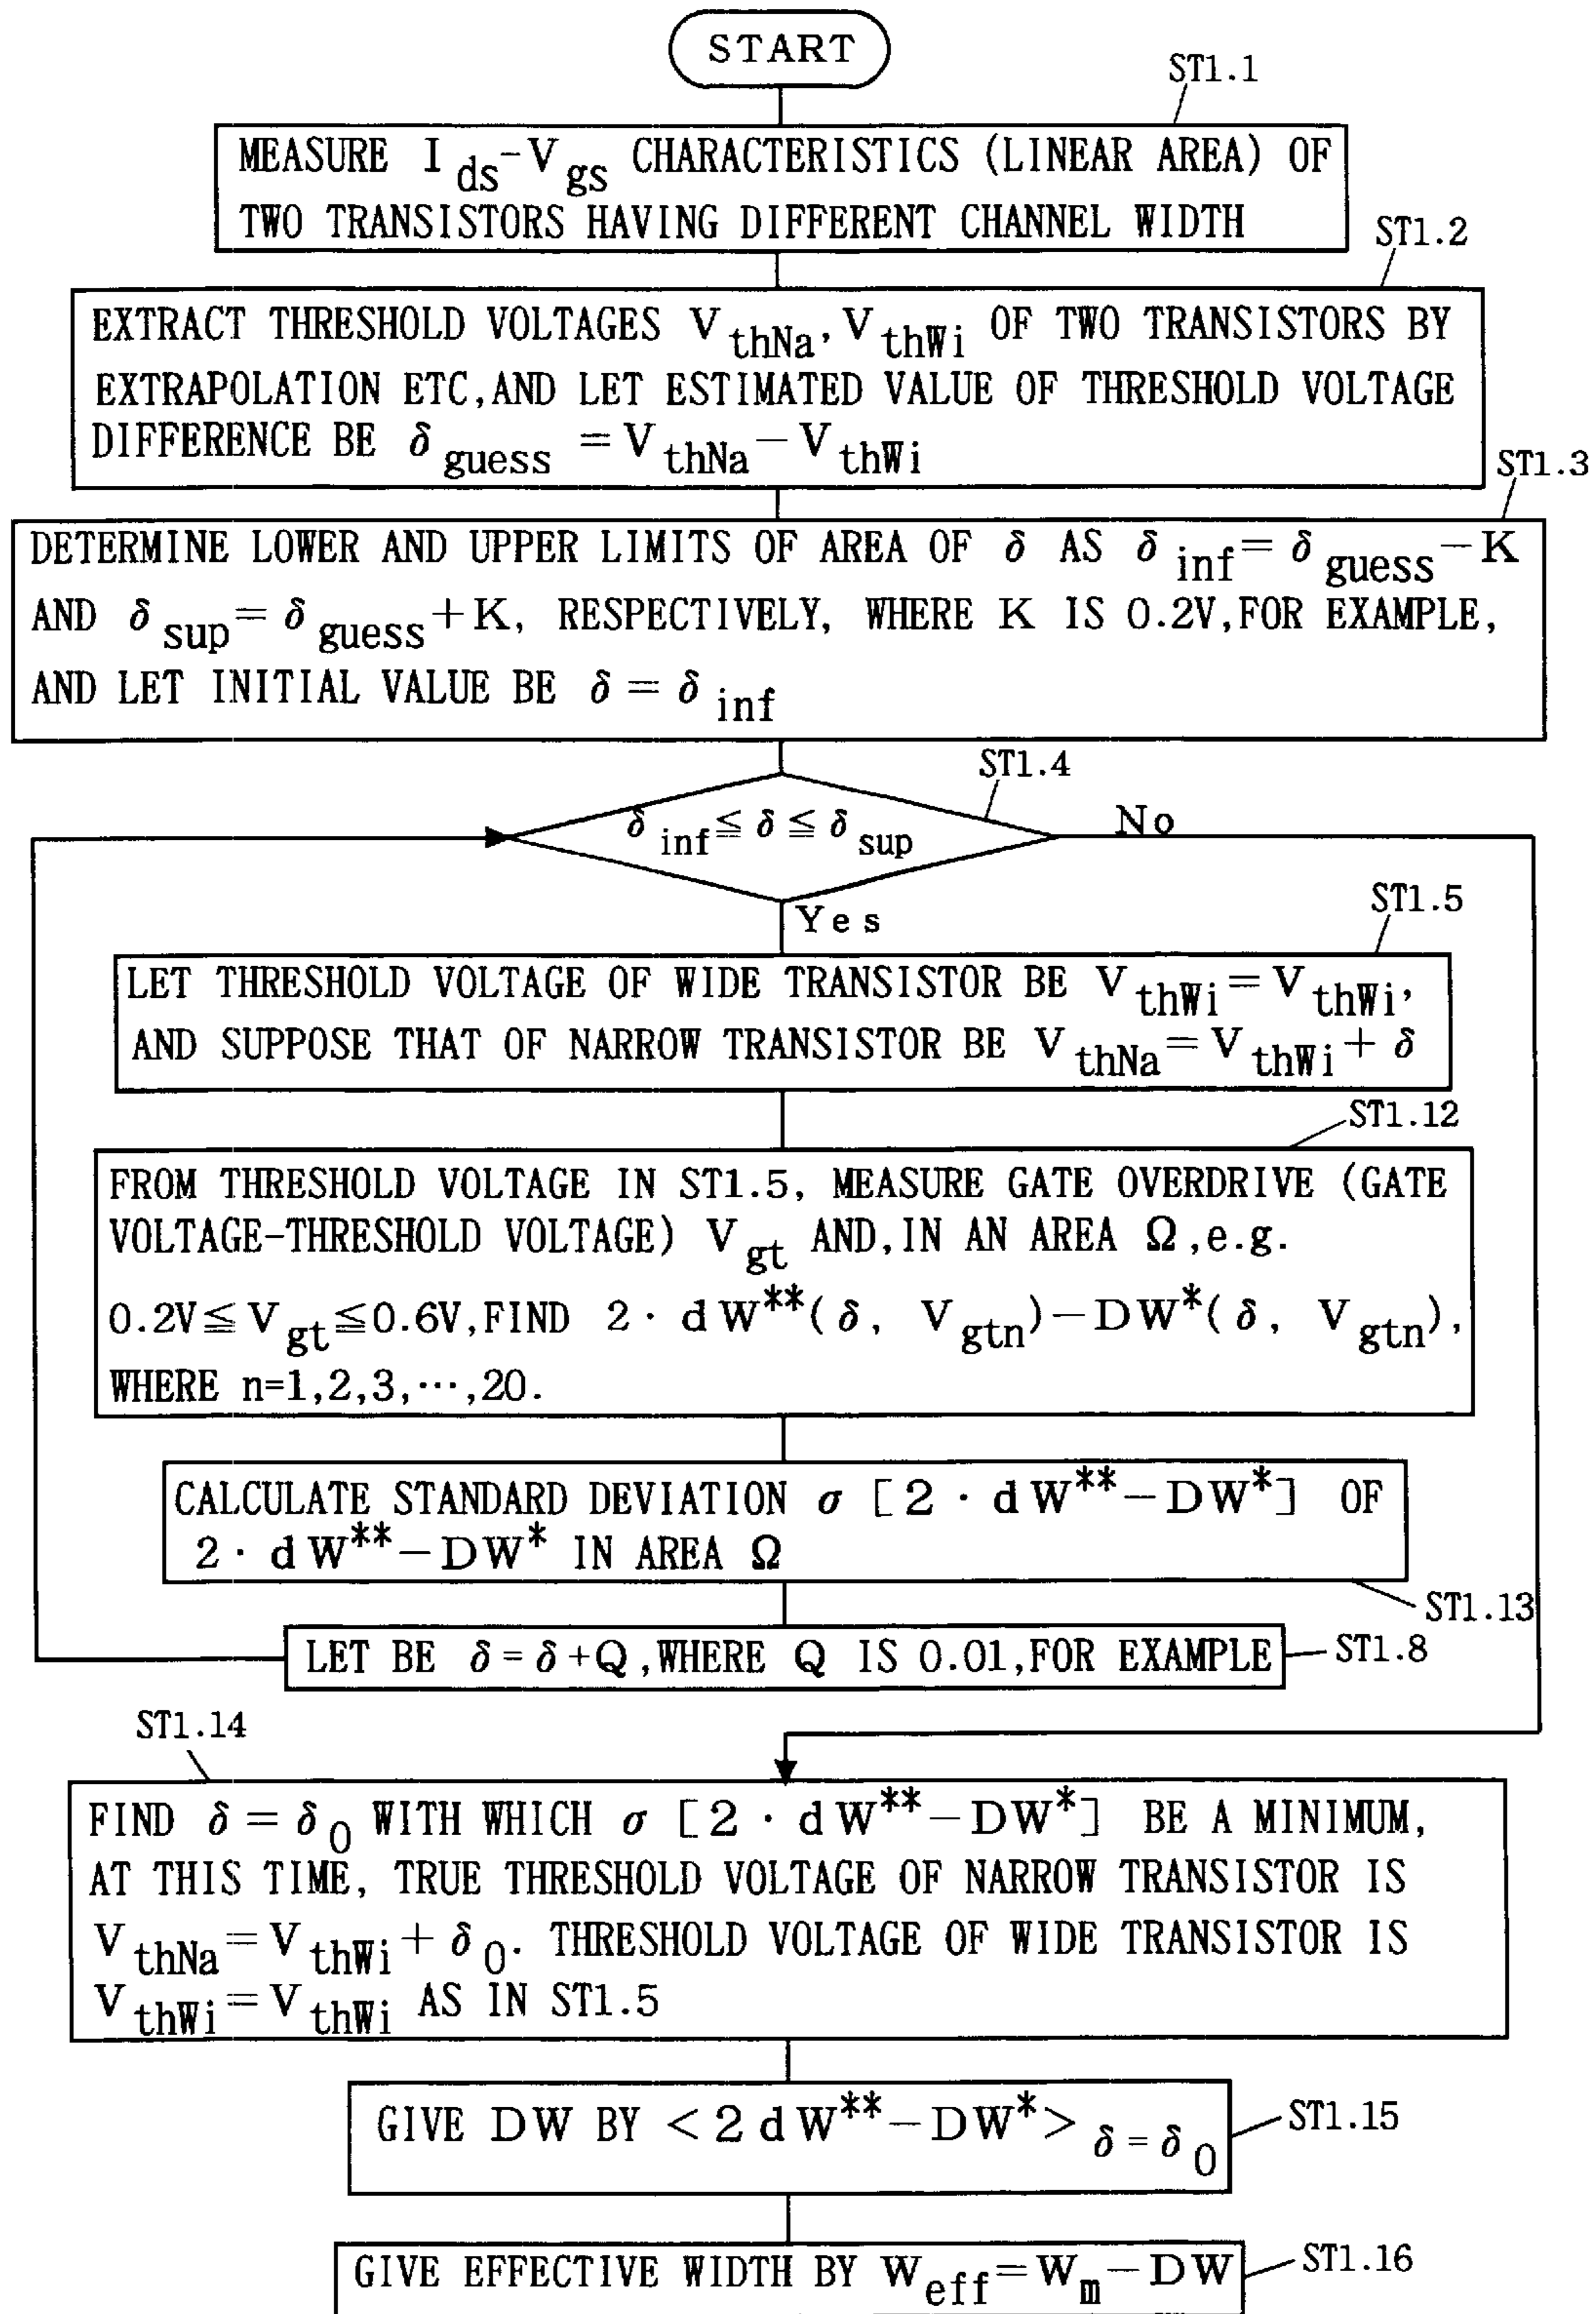 START
ST1.1
MEASURE I ds-V gs CHARACTERISTICS (LINEAR AREA) OF
TWO TRANSISTORS HAVING DIFFERENT CHANNEL WIDTH
ST1.2
EXTRACT THRESHOLD VOLTAGES V thNa, V thWi OF TWO TRANSISTORS BY
EXTRAPOLATION ETC,AND LET ESTIMATED VALUE OF THRESHOLD VOLTAGE
DIFFERENCE BE δ guess = V thNa - V thWi
ST1.3
DETERMINE LOWER AND UPPER LIMITS OF AREA OF δ AS δ inf = δ guess - K
AND δ sup = δ guess + K, RESPECTIVELY, WHERE K IS 0.2V,FOR EXAMPLE,
AND LET INITIAL VALUE BE δ = δ inf
ST1.4
δ inf ≦ δ ≦ δ sup
No
Yes
ST1.5
LET THRESHOLD VOLTAGE OF WIDE TRANSISTOR BE V thWi = V thWi,
AND SUPPOSE THAT OF NARROW TRANSISTOR BE V thNa = V thWi + δ
ST1.12
FROM THRESHOLD VOLTAGE IN ST1.5, MEASURE GATE OVERDRIVE (GATE
VOLTAGE-THRESHOLD VOLTAGE) V gt AND,IN AN AREA Ω,e.g.
0.2V ≦ V gt ≦ 0.6V,FIND 2 · dW**(δ, V gtn) - DW*(δ, V gtn),
WHERE n=1,2,3,···,20.
CALCULATE STANDARD DEVIATION σ [2 · dW** - DW*] OF
2 · dW** - DW* IN AREA Ω
ST1.13
LET BE δ = δ + Q,WHERE Q IS 0.01,FOR EXAMPLE
ST1.8
ST1.14
FIND δ = δ 0 WITH WHICH σ [2 · dW** - DW*] BE A MINIMUM,
AT THIS TIME, TRUE THRESHOLD VOLTAGE OF NARROW TRANSISTOR IS
V thNa = V thWi + δ 0. THRESHOLD VOLTAGE OF WIDE TRANSISTOR IS
V thWi = V thWi AS IN ST1.5
GIVE DW BY < 2 dW** - DW* > δ = δ 0
ST1.15
GIVE EFFECTIVE WIDTH BY W eff = W m - DW
ST1.16